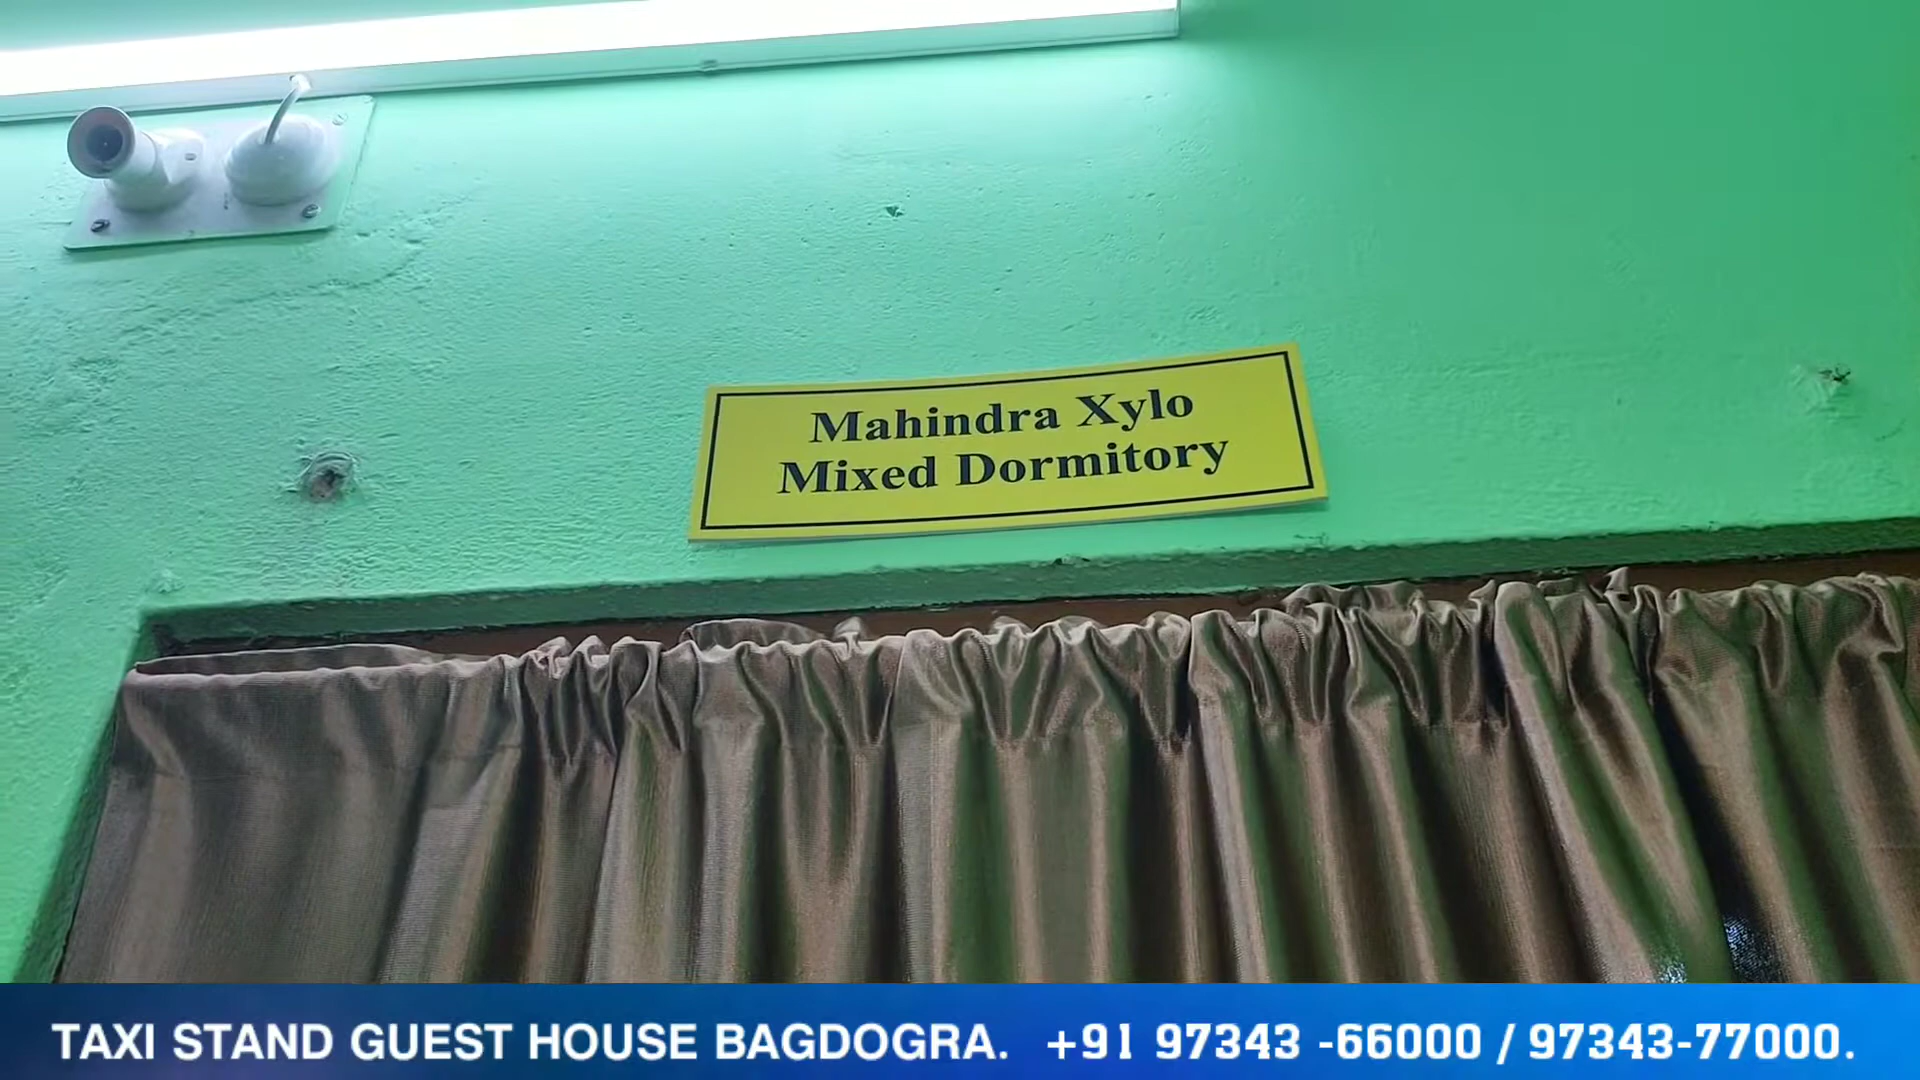 Mahindra Xylo
Mixed Dormitory
TAXI STAND GUEST HOUSE BAGDOGRA. +91 97343 -66000 / 97343-77000.